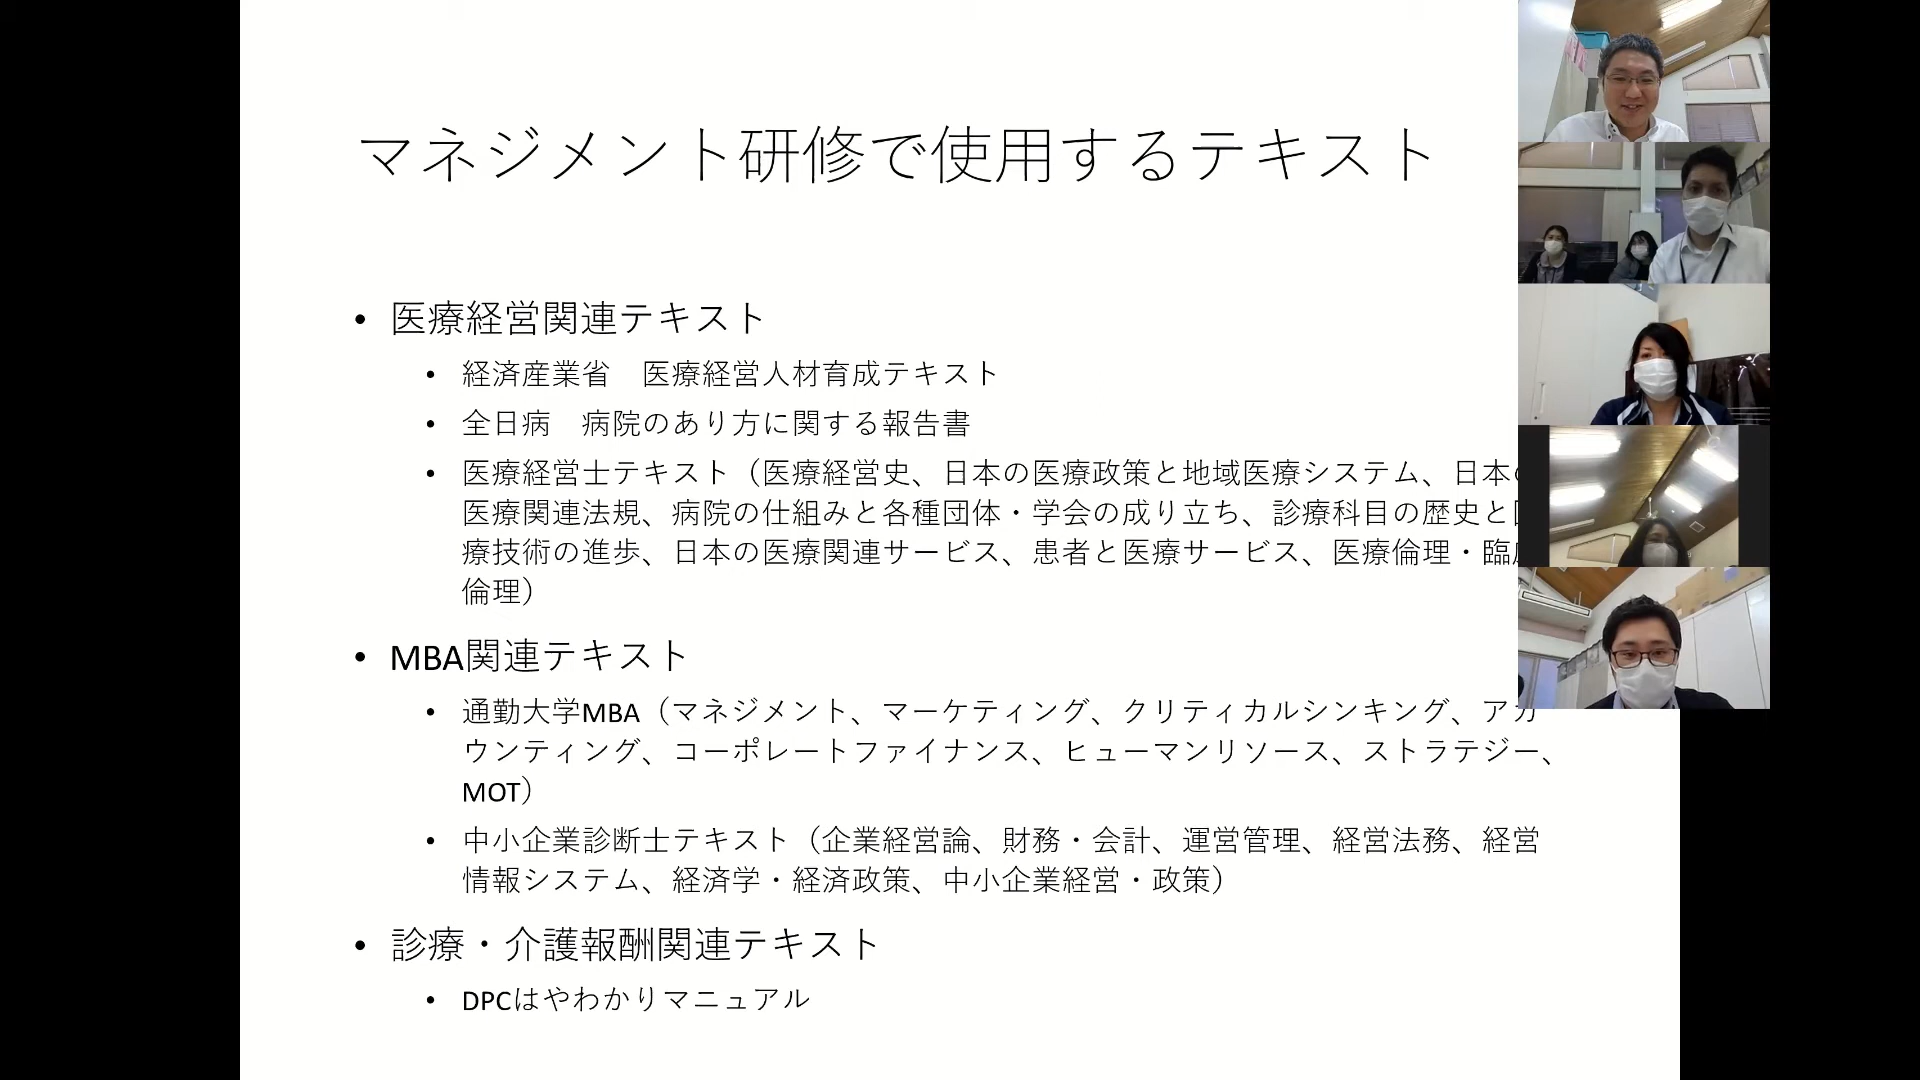 マネジメント研修で使用するテキスト
• 医療経営関連テキスト
• 経済産業省　医療経営人材育成テキスト
• 全日病　病院のあり方に関する報告書
• 医療経営士テキスト（医療経営史、日本の医療政策と地域医療システム、日本
医療関連法規、病院の仕組みと各種団体・学会の成り立ち、診療科目の歴史と
療技術の進歩、日本の医療関連サービス、患者と医療サービス、医療倫理・臨
倫理）
• MBA関連テキスト
• 通勤大学MBA（マネジメント、マーケティング、クリティカルシンキング、アカ
ウンティング、コーポレートファイナンス、ヒューマンリソース、ストラテジー、
MOT）
• 中小企業診断士テキスト（企業経営論、財務・会計、運営管理、経営法務、経営
情報システム、経済学・経済政策、中小企業経営・政策）
• 診療・介護報酬関連テキスト
• DPCはやわかりマニュアル